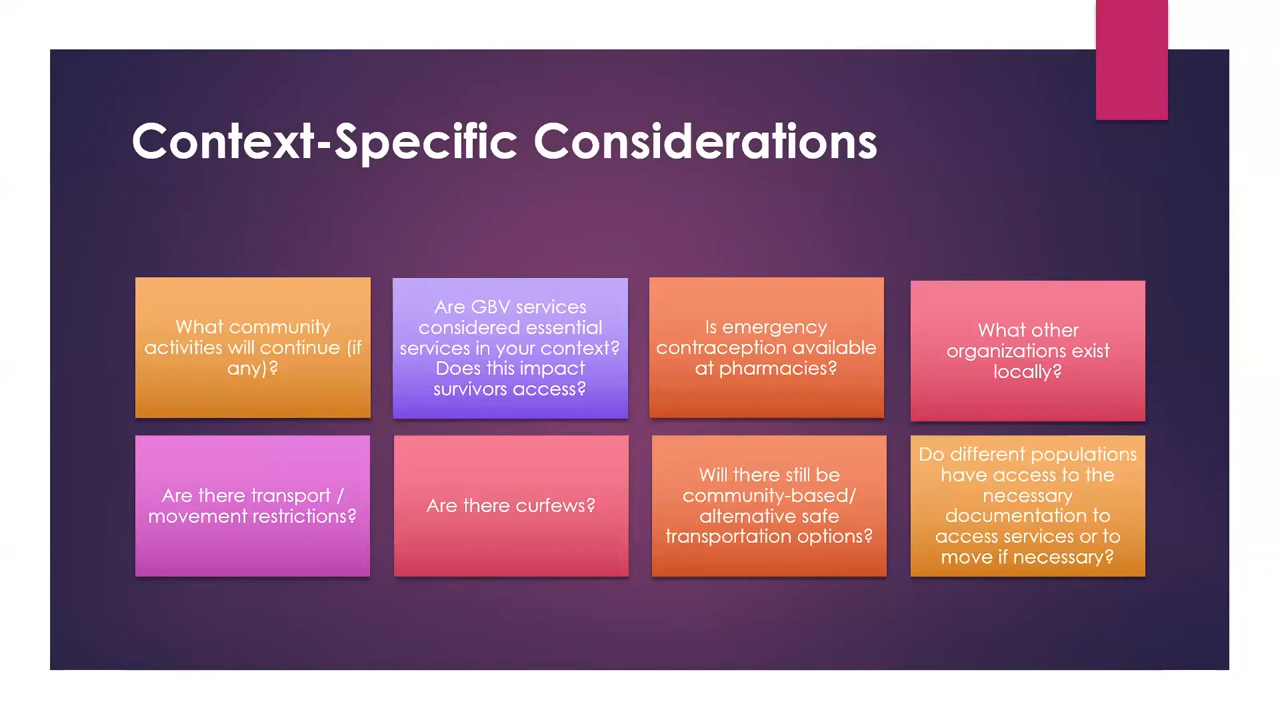 Context-Specific Considerations
What community
activities will continue (if
any)?
Are GBV services
considered essential
services in your context?
Does this impact
survivors access?
Is emergency
contraception available
at pharmacies?
What other
organizations exist
locally?
Are there transport /
movement restrictions?
Are there curfews?
Will there still be
community-based/
alternative safe
transportation options?
Do different populations
have access to the
necessary
documentation to
access services or to
move if necessary?